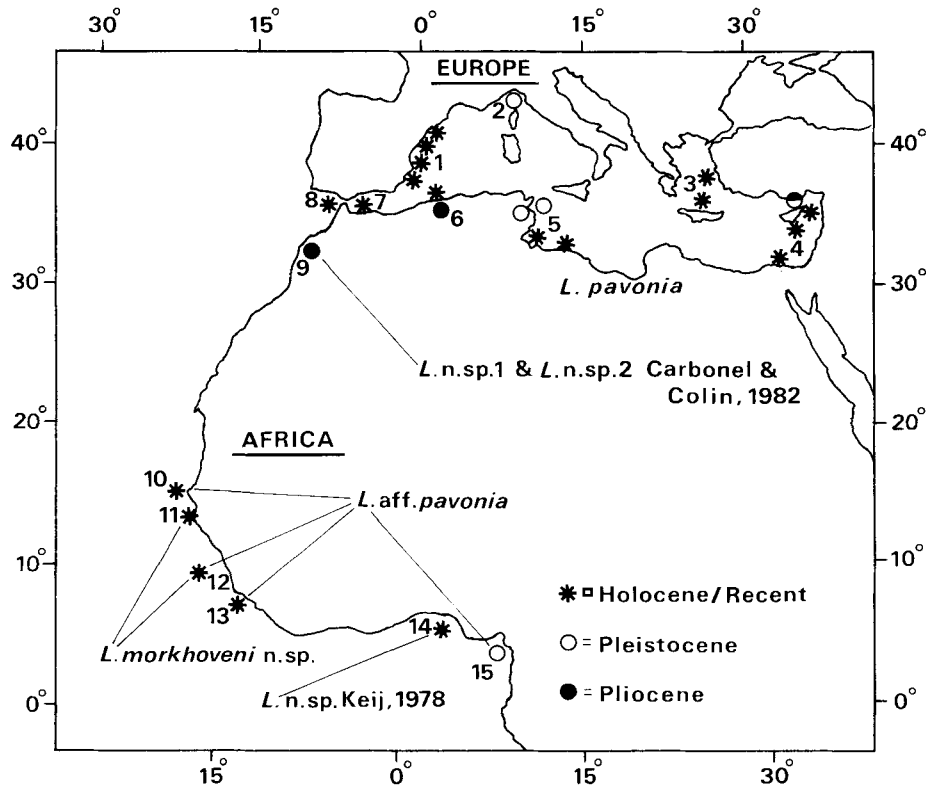 30° 15° 0° 30°
EUROPE
2
40° 40°
1
3
8 7
6
5
4
9
30° 30°
L. pavonia
L.n.sp.1 & L.n.sp.2 Carbonel &
Colin, 1982
20° 20°
AFRICA
10
L.aff.pavonia
11
10° 10°
12
= Holocene/Recent
13
14
= Pleistocene
L.morkhoveni n.sp.
15
L.n.sp.Keij,1978
= Pliocene
0° 0°
15° 0° 15° 30°